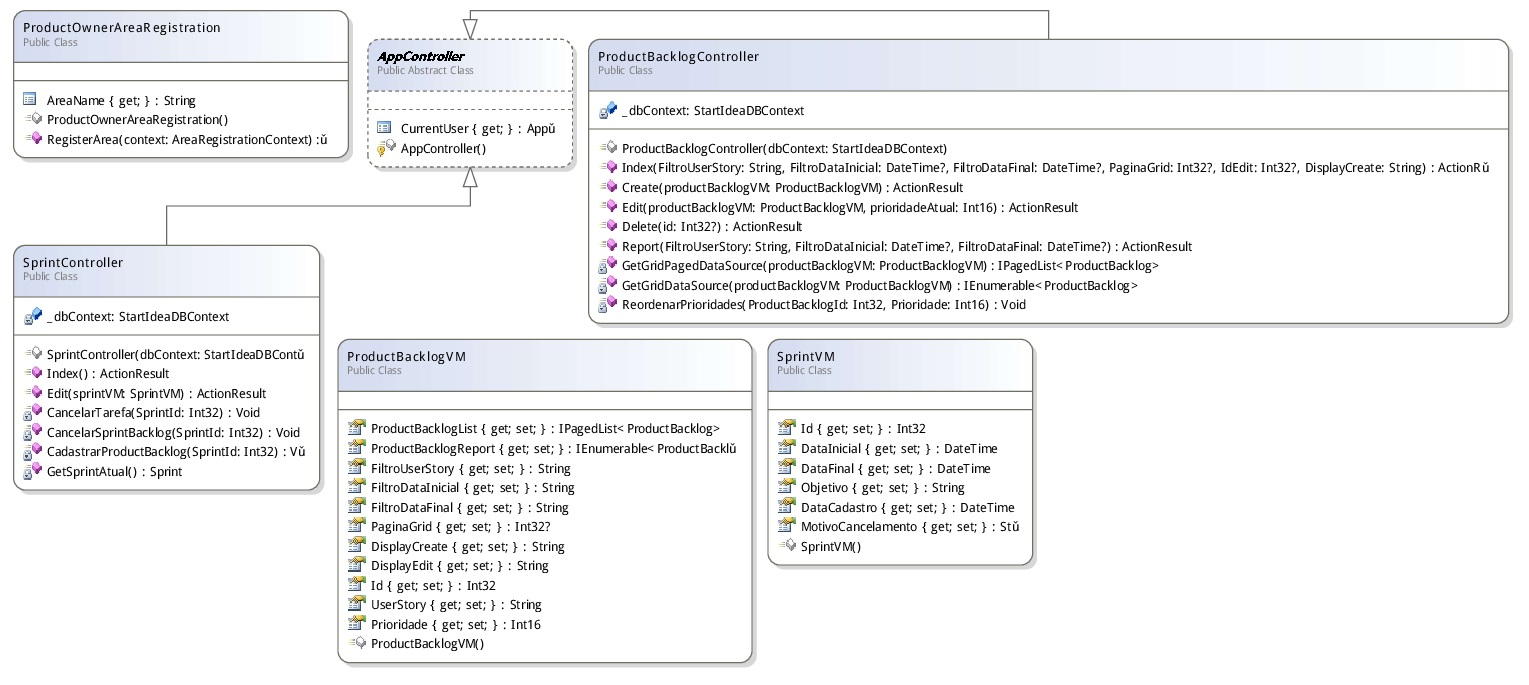 ProductOwnerAreaRegistration
Public Class
AreaName { get; } : String
ProductOwnerAreaRegistration()
RegisterArea(context: AreaRegistrationContext) :ŭ
AppController
Public Abstract Class
CurrentUser { get; } : Appŭ
AppController()
ProductBacklogController
Public Class
_dbContext: StartIdeaDBContext
ProductBacklogController(dbContext: StartIdeaDBContext)
Index(FiltroUserStory: String, FiltroDataInicial: DateTime?, FiltroDataFinal: DateTime?, PaginaGrid: Int32?, IdEdit: Int32?, DisplayCreate: String) : ActionRŭ
Create(productBacklogVM: ProductBacklogVM) : ActionResult
Edit(productBacklogVM: ProductBacklogVM, prioridadeAtual: Int16) : ActionResult
Delete(id: Int32?) : ActionResult
Report(FiltroUserStory: String, FiltroDataInicial: DateTime?, FiltroDataFinal: DateTime?) : ActionResult
GetGridPagedDataSource(productBacklogVM: ProductBacklogVM) : IPagedList<ProductBacklog>
GetGridDataSource(productBacklogVM: ProductBacklogVM) : IEnumerable<ProductBacklog>
ReordenarPrioridades(ProductBacklogId: Int32, Prioridade: Int16) : Void
SprintController
Public Class
_dbContext: StartIdeaDBContext
SprintController(dbContext: StartIdeaDBContŭ
Index() : ActionResult
Edit(sprintVM: SprintVM) : ActionResult
CancelarTarefa(SprintId: Int32) : Void
CancelarSprintBacklog(SprintId: Int32) : Void
CadastrarProductBacklog(SprintId: Int32) : Vŭ
GetSprintAtual() : Sprint
ProductBacklogVM
Public Class
ProductBacklogList { get; set; } : IPagedList<ProductBacklog>
ProductBacklogReport { get; set; } : IEnumerable<ProductBacklŭ
FiltroUserStory { get; set; } : String
FiltroDataInicial { get; set; } : String
FiltroDataFinal { get; set; } : String
PaginaGrid { get; set; } : Int32?
DisplayCreate { get; set; } : String
DisplayEdit { get; set; } : String
Id { get; set; } : Int32
UserStory { get; set; } : String
Prioridade { get; set; } : Int16
ProductBacklogVM()
SprintVM
Public Class
Id { get; set; } : Int32
DataInicial { get; set; } : DateTime
DataFinal { get; set; } : DateTime
Objetivo { get; set; } : String
DataCadastro { get; set; } : DateTime
MotivoCancelamento { get; set; } : Stŭ
SprintVM()